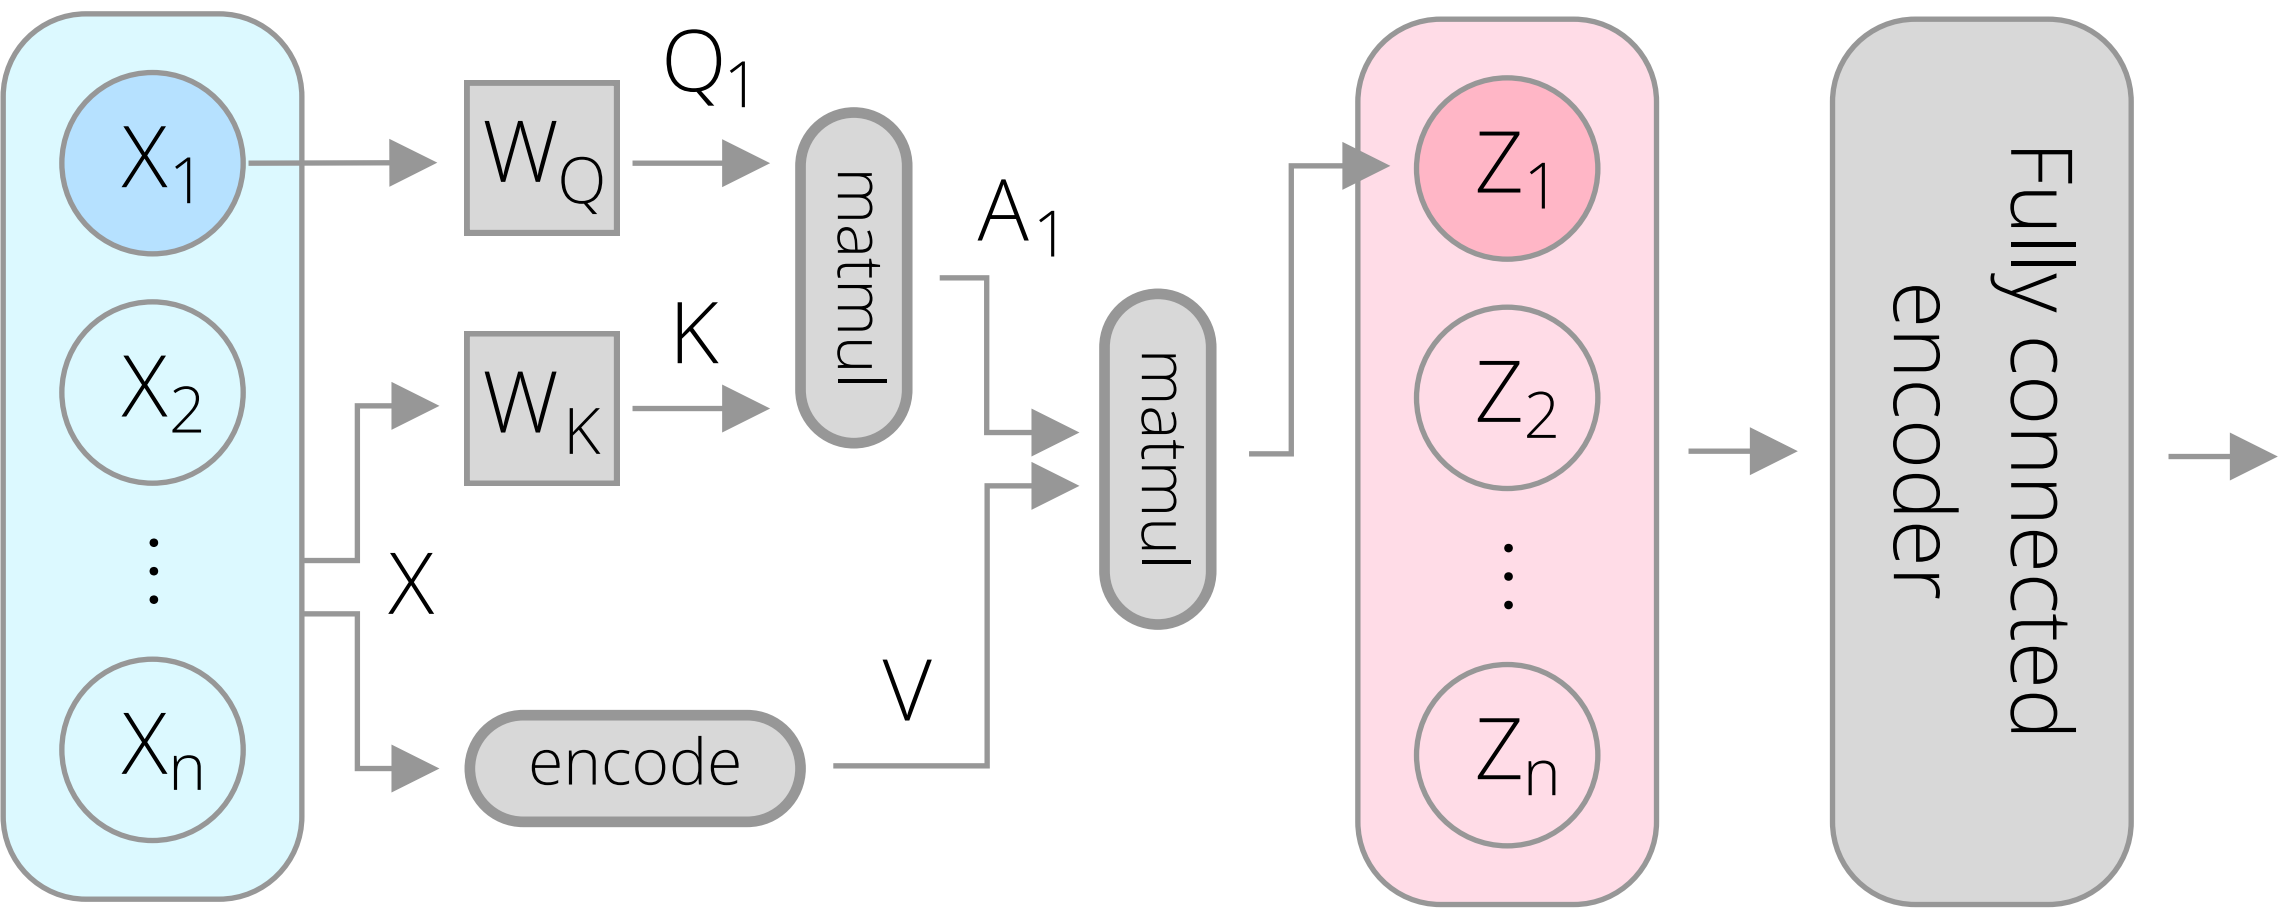 X1
X2
⋮
Xn
X
WQ
WK
encode
Q1
K
V
matmul
A1
matmul
Z1
Z2
⋮
Zn
Fully connected
encoder